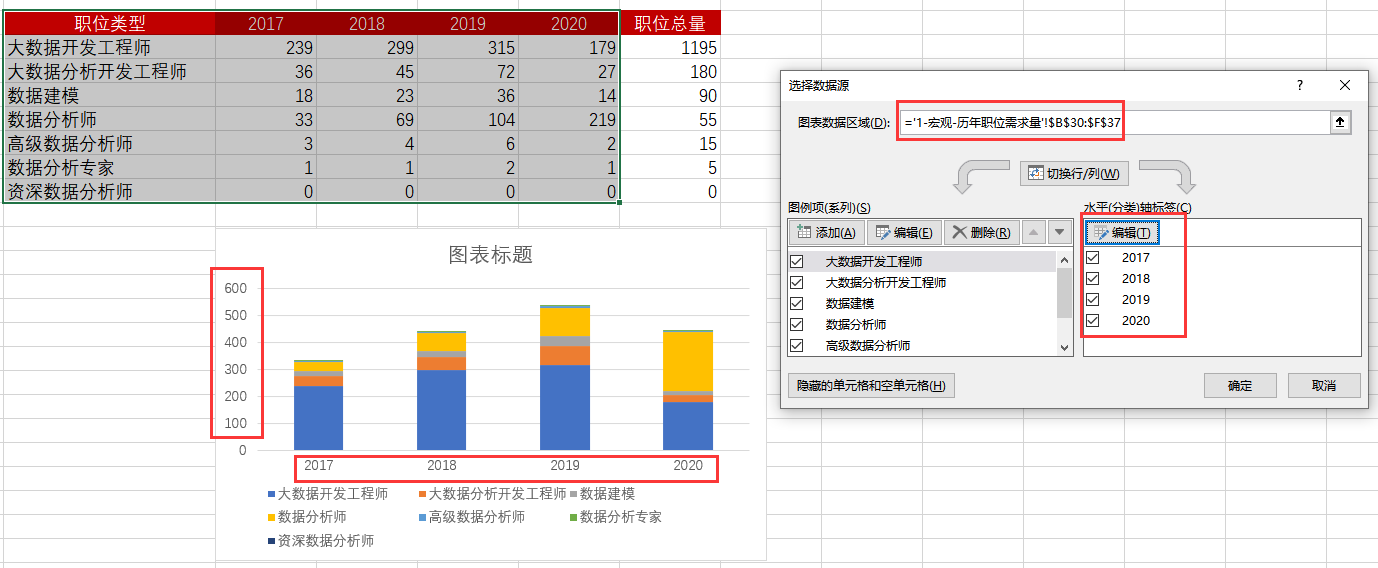 职位类型 2017 2018 2019 2020 职位总量
大数据开发工程师 239 299 315 179 1195
大数据分析开发工程师 36 45 72 27 180
数据建模 18 23 36 14 90
数据分析师 33 69 104 219 55
高级数据分析师 3 4 6 2 15
数据分析专家 1 1 2 1 5
资深数据分析师 0 0 0 0 0
图表标题
600
500
400
300
200
100
0
2017 2018 2019 2020
大数据开发工程师 大数据分析开发工程师 数据建模
数据分析师 高级数据分析师 数据分析专家
资深数据分析师
选择数据源 ?
图表数据区域(D): ='1-宏观-历年职位需求量'!$B$30:$F$37
切换行/列(W)
图例项(系列)(S) 水平(分类)轴标签(C)
添加(A) 编辑(E) 删除(R) 编辑(T)
大数据开发工程师 2017
大数据分析开发工程师 2018
数据建模 2019
数据分析师 2020
高级数据分析师
隐藏的单元格和空单元格(H) 确定 取消